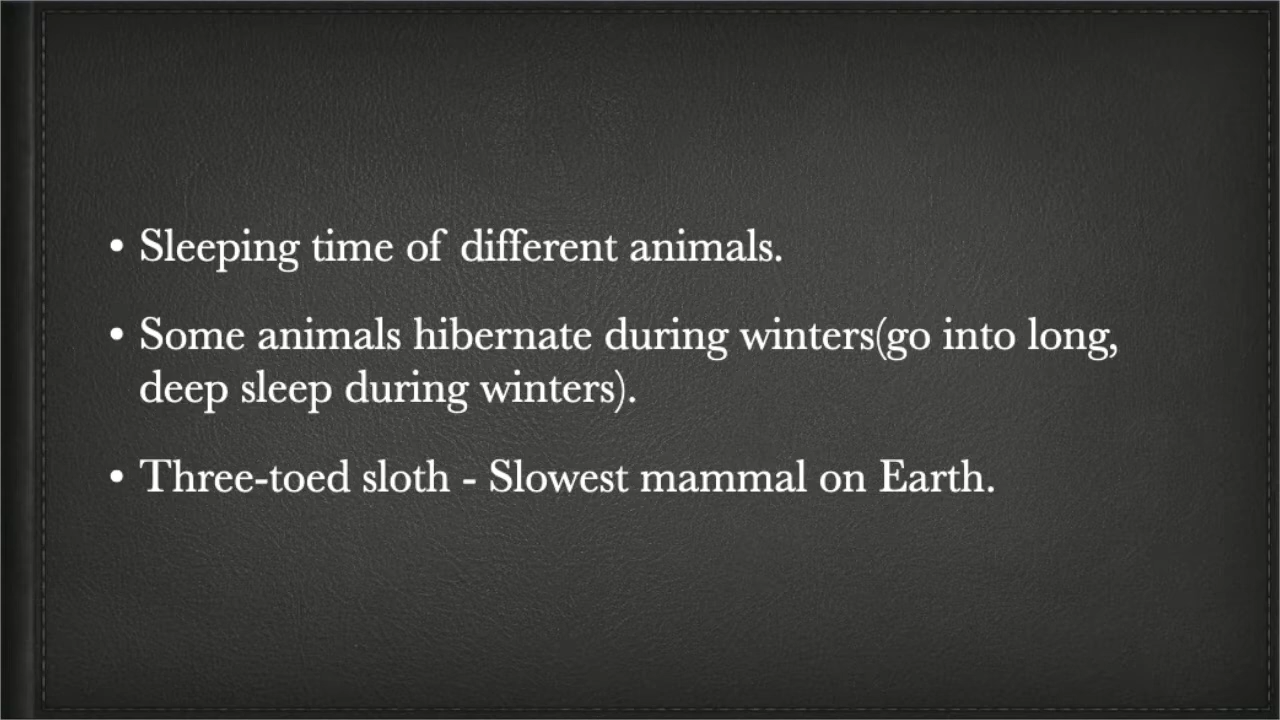 • Sleeping time of different animals.
• Some animals hibernate during winters(go into long,
deep sleep during winters).
• Three-toed sloth - Slowest mammal on Earth.